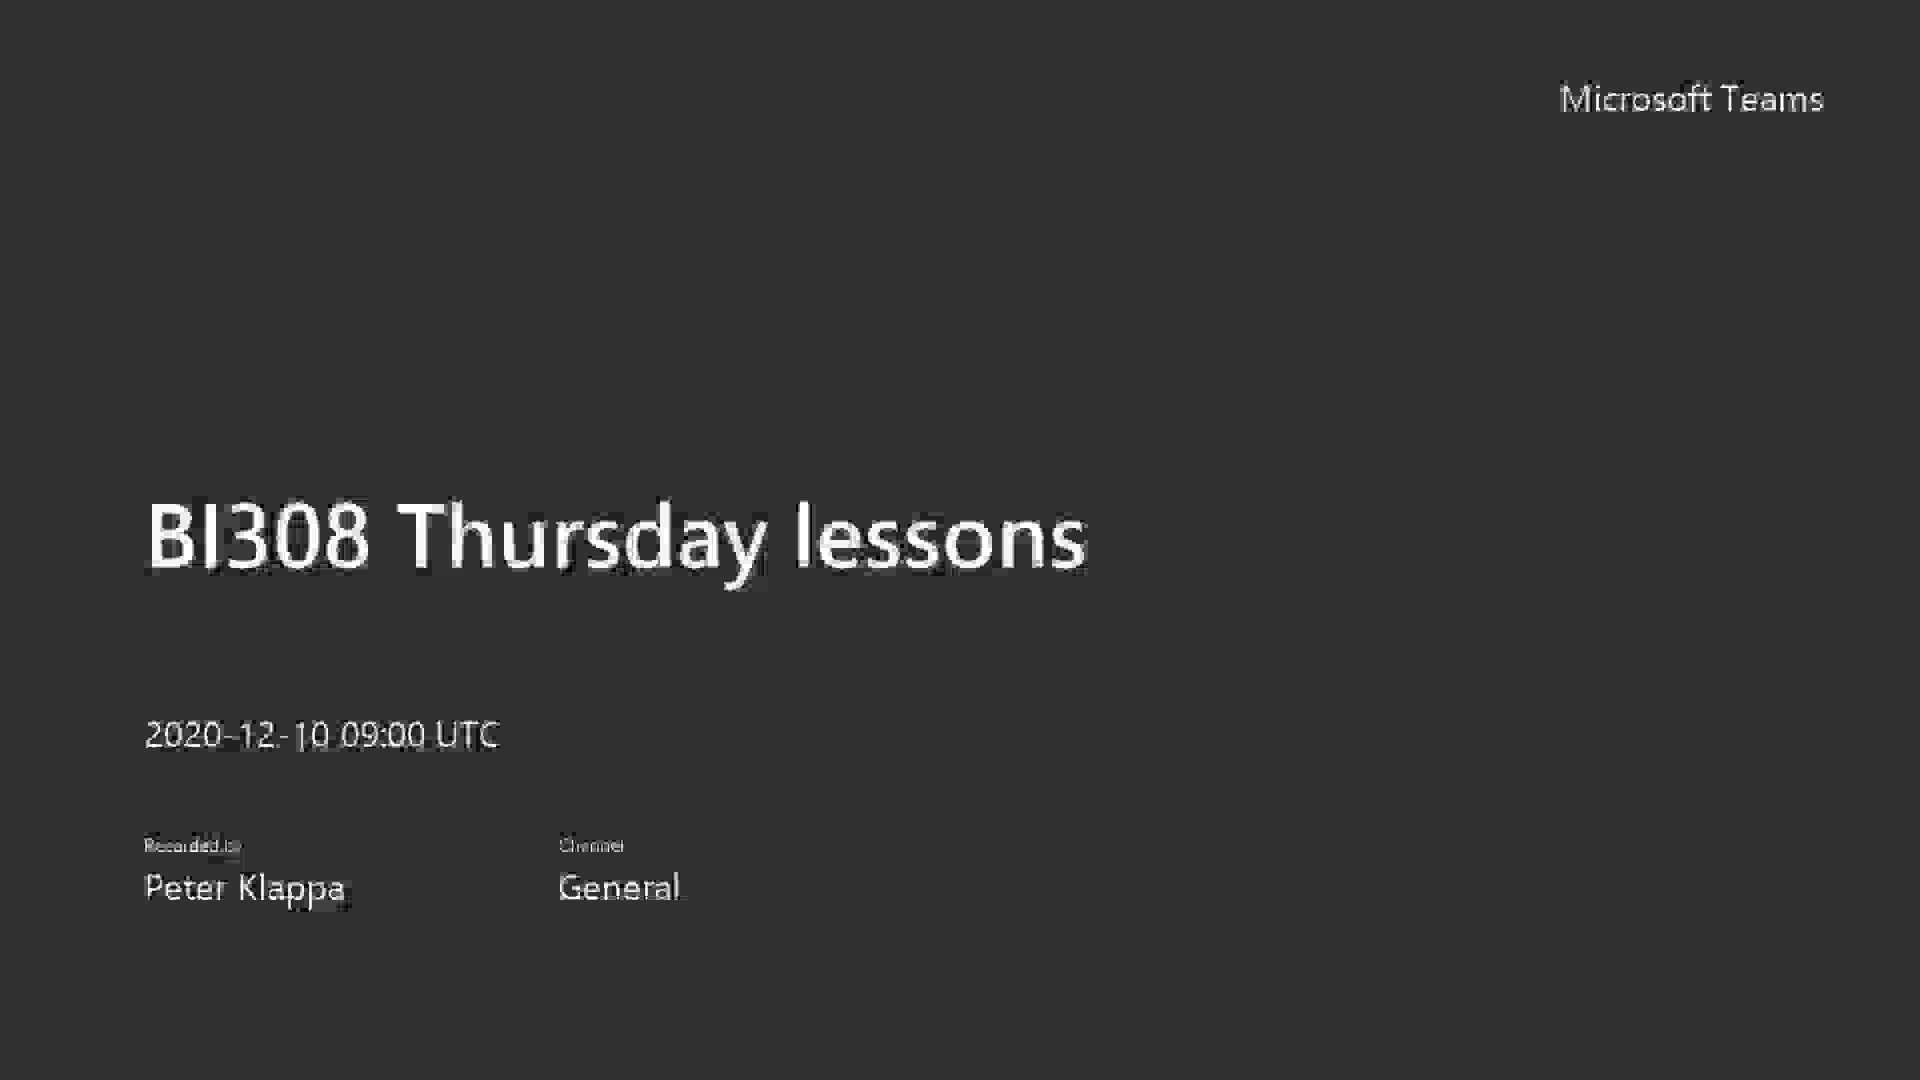 Microsoft Teams
BI308 Thursday lessons
2020-12-10 09:00 UTC
Recorded by
Channel
Peter Klappa
General